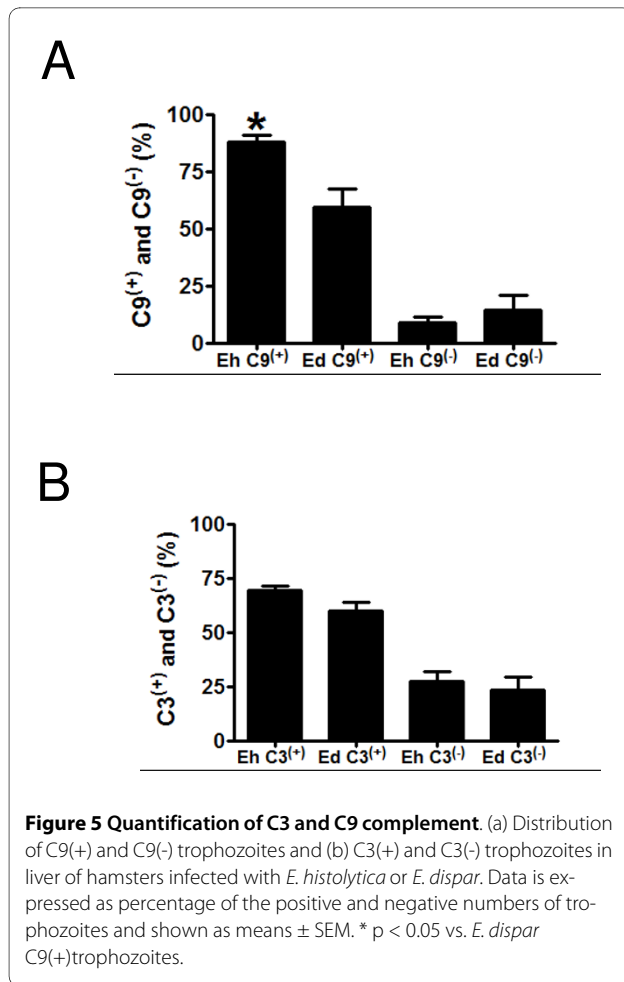 A
C9(+) and C9(-) (%)
100
75
50
25
0
*
Eh C9(+) Ed C9(+) Eh C9(-) Ed C9(-)
B
C3(+) and C3(-) (%)
100
75
50
25
0
Eh C3(+) Ed C3(+) Eh C3(-) Ed C3(-)
Figure 5 Quantification of C3 and C9 complement. (a) Distribution
of C9(+) and C9(-) trophozoites and (b) C3(+) and C3(-) trophozoites in
liver of hamsters infected with E. histolytica or E. dispar. Data is ex-
pressed as percentage of the positive and negative numbers of tro-
phozoites and shown as means ± SEM. * p < 0.05 vs. E. dispar
C9(+)trophozoites.